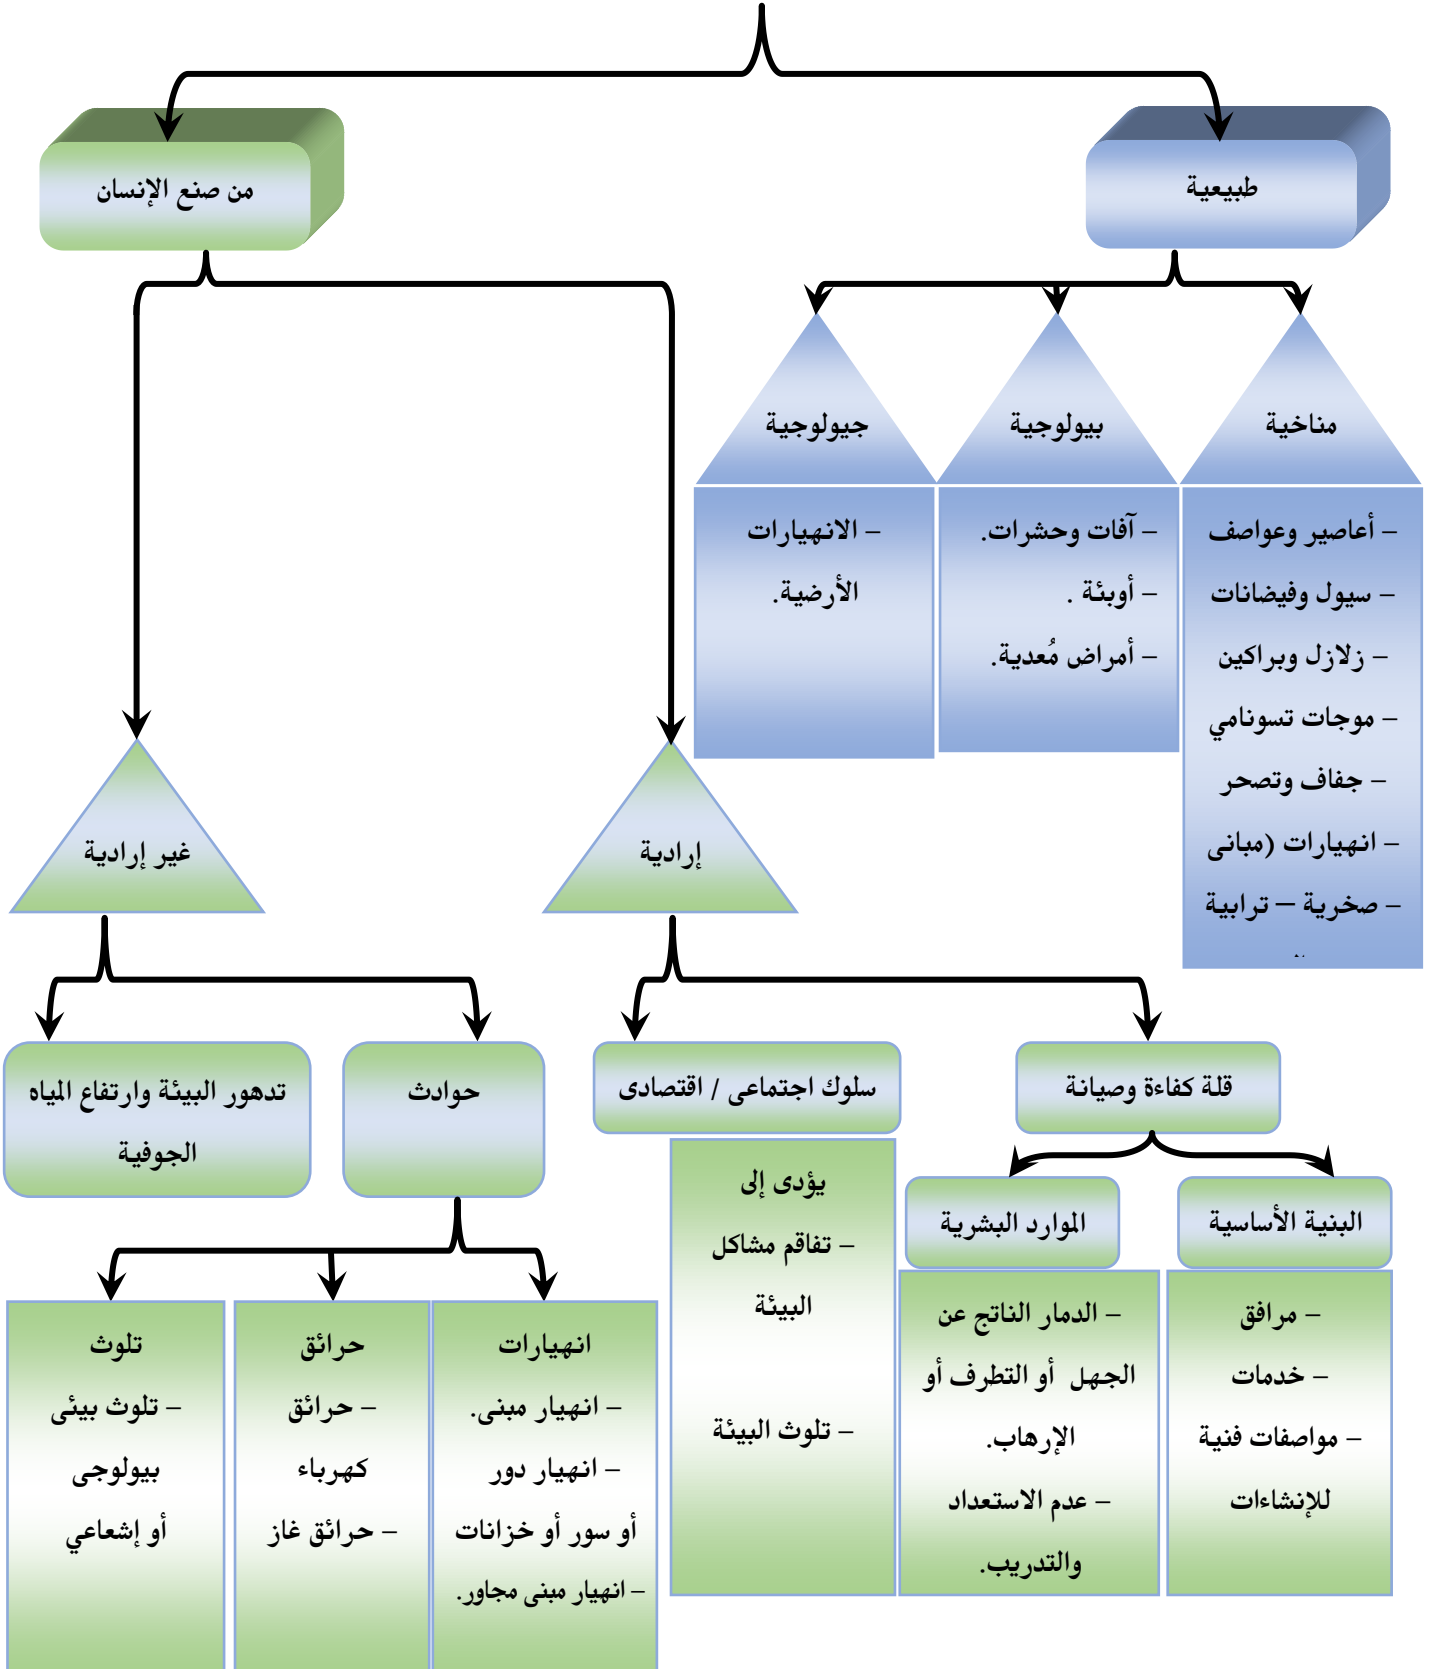 طبيعية
من صنع الإنسان
مناخية
– أعاصير وعواصف
– سيول وفيضانات
– زلازل وبراكين
– موجات تسونامي
– جفاف وتصحر
– انهيارات (مبانى
– صخرية – ترابية
بيولوجية
– آفات وحشرات.
– أوبئة .
– أمراض مُعدية.
جيولوجية
– الانهيارات
الأرضية.
إرادية
غير إرادية
قلة كفاءة وصيانة
البنية الأساسية
– مرافق
– خدمات
– مواصفات فنية
للإنشاءات
الموارد البشرية
– الدمار الناتج عن
الجهل أو التطرف أو
الإرهاب.
– عدم الاستعداد
والتدريب.
سلوك اجتماعى / اقتصادى
يؤدى إلى
– تفاقم مشاكل
البيئة
– تلوث البيئة
حوادث
انهيارات
– انهيار مبنى.
– انهيار دور
أو سور أو خزانات
– انهيار مبنى مجاور.
حرائق
– حرائق
كهرباء
– حرائق غاز
تلوث
– تلوث بيئى
بيولوجى
أو إشعاعي
تدهور البيئة وارتفاع المياه
الجوفية